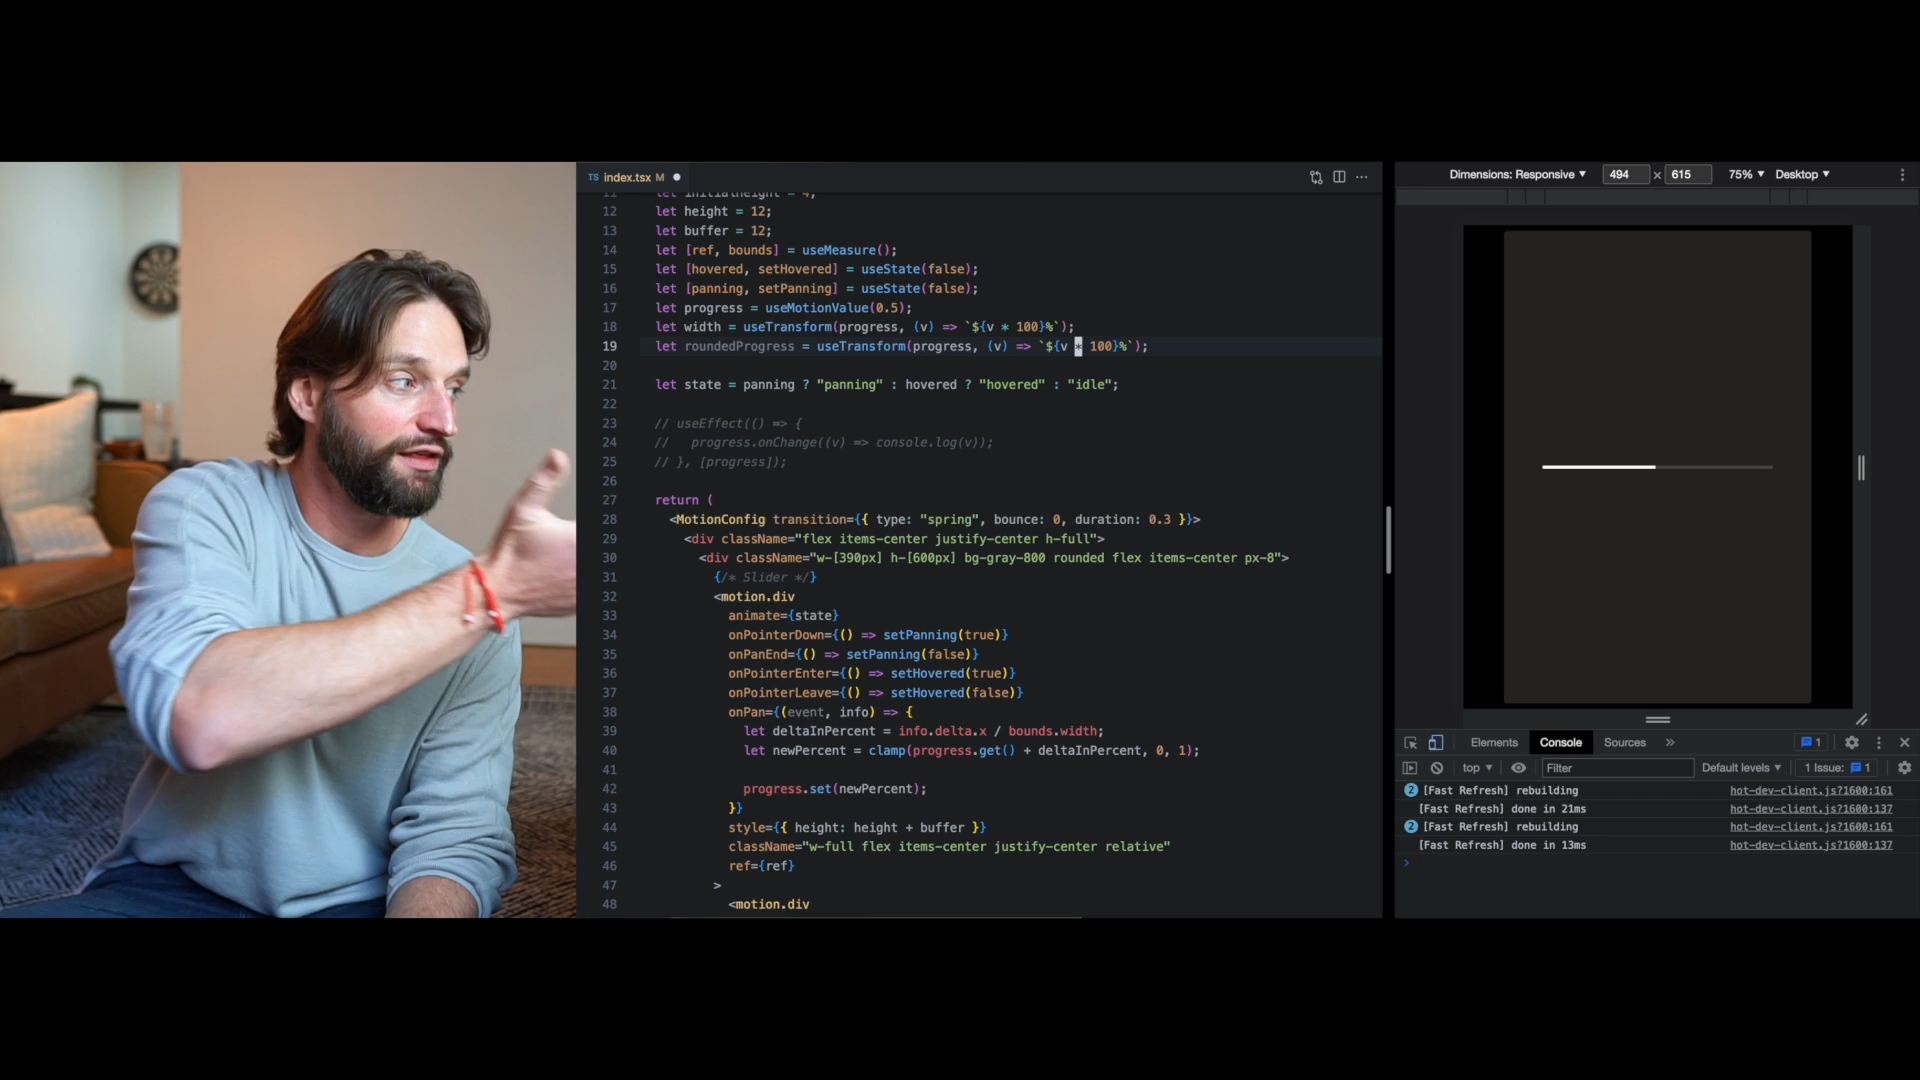 TS index.tsx M
11 let initialHeight = 4;
12 let height = 12;
13 let buffer = 12;
14 let [ref, bounds] = useMeasure();
15 let [hovered, setHovered] = useState(false);
16 let [panning, setPanning] = useState(false);
17 let progress = useMotionValue(0.5);
18 let width = useTransform(progress, (v) => `${v * 100}%`);
19 let roundedProgress = useTransform(progress, (v) => `${v * 100}%`);
20
21 let state = panning ? "panning" : hovered ? "hovered" : "idle";
22
23 // useEffect(() => {
24 //   progress.onChange((v) => console.log(v));
25 // }, [progress]);
26
27 return (
28 <MotionConfig transition={{ type: "spring", bounce: 0, duration: 0.3 }}>
29 <div className="flex items-center justify-center h-full">
30 <div className="w-[390px] h-[600px] bg-gray-800 rounded flex items-center px-8">
31 {/* Slider */}
32 <motion.div
33 animate={state}
34 onPointerDown={() => setPanning(true)}
35 onPanEnd={() => setPanning(false)}
36 onPointerEnter={() => setHovered(true)}
37 onPointerLeave={() => setHovered(false)}
38 onPan={(event, info) => {
39 let deltaInPercent = info.delta.x / bounds.width;
40 let newPercent = clamp(progress.get() + deltaInPercent, 0, 1);
41
42 progress.set(newPercent);
43 }}
44 style={{ height: height + buffer }}
45 className="w-full flex items-center justify-center relative"
46 ref={ref}
47 >
48 <motion.div
Dimensions: Responsive ▼ 494 × 615 75% ▼ Desktop ▼
Elements Console Sources » 1
top ▼ Filter Default levels ▼ 1 Issue: 1
2 [Fast Refresh] rebuilding hot-dev-client.js?1600:161
[Fast Refresh] done in 21ms hot-dev-client.js?1600:137
2 [Fast Refresh] rebuilding hot-dev-client.js?1600:161
[Fast Refresh] done in 13ms hot-dev-client.js?1600:137